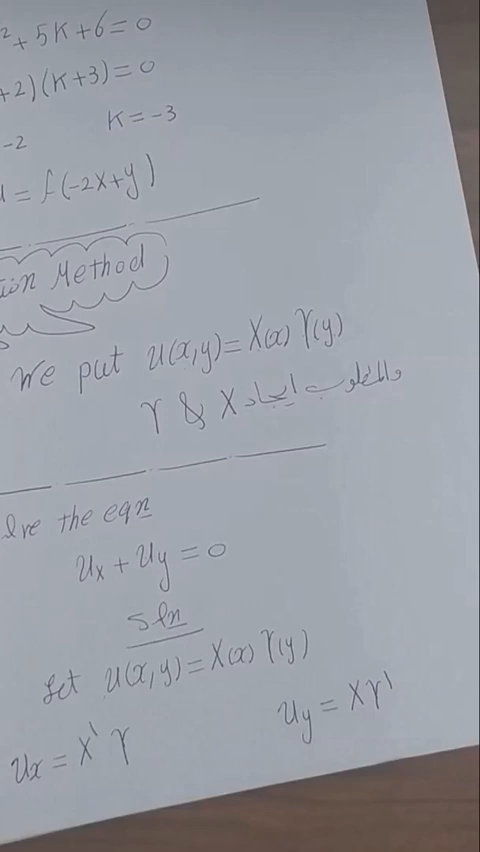 ² + 5K + 6 = 0
+2)(K+3) = 0
-2 K = -3
u = f(-2x+y)
ion Method
We put u(x,y) = X(x) Y(y)
والمطلوب إيجاد X & Y
lve the eqn
Ux + Uy = 0
Sln
Let u(x,y) = X(x) Y(y)
Ux = X' Y Uy = XY'